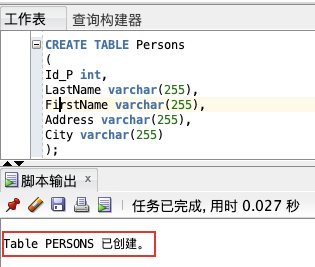 工作表 查询构建器
CREATE TABLE Persons
(
Id_P int,
LastName varchar(255),
FirstName varchar(255),
Address varchar(255),
City varchar(255)
);
脚本输出 x
任务已完成, 用时 0.027 秒
Table PERSONS 已创建。